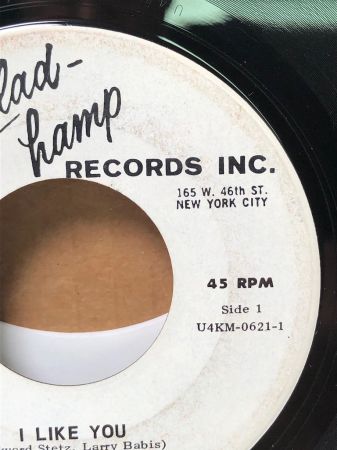 lad-
hamp
RECORDS INC.
165 W. 46th ST.
NEW YORK CITY
45 RPM
Side 1
U4KM-0621-1
I LIKE YOU
ward Stetz, Larry Babis)